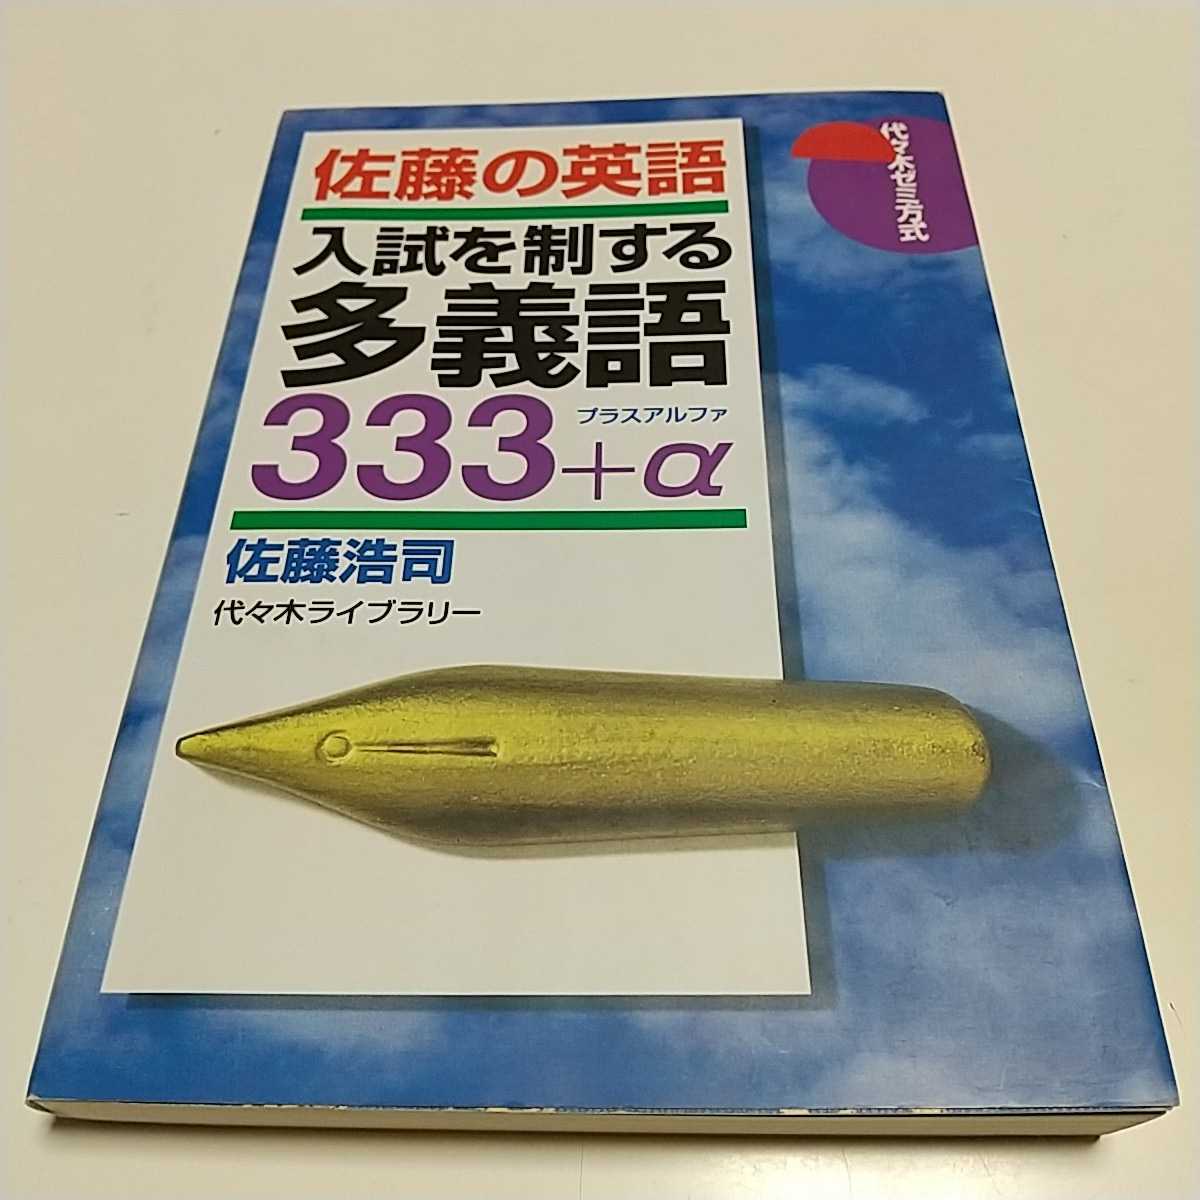 代々木ゼミ方式
佐藤の英語
入試を制する
多義語
プラスアルファ
333+α
佐藤浩司
代々木ライブラリー